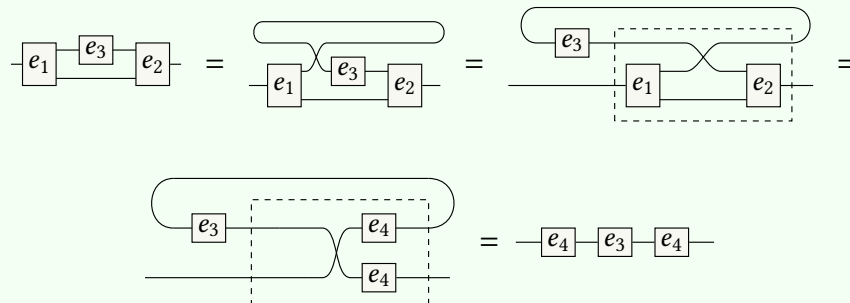 e₁ e₃ e₂ = e₁ e₃ e₂ = e₃ e₁ e₂ =
e₃ e₄ e₄ = e₄ e₃ e₄